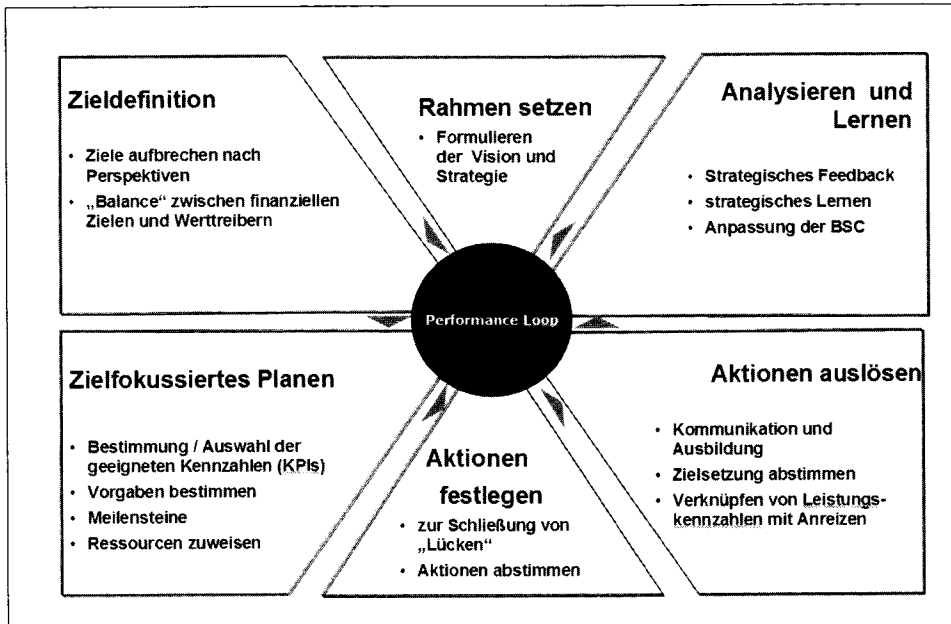 Zieldefinition
• Ziele aufbrechen nach
Perspektiven
• „Balance“ zwischen finanziellen
Zielen und Werttreibern
Rahmen setzen
• Formulieren
der Vision und
Strategie
Analysieren und
Lernen
• Strategisches Feedback
• strategisches Lernen
• Anpassung der BSC
Performance Loop
Zielfokussiertes Planen
• Bestimmung / Auswahl der
geeigneten Kennzahlen (KPIs)
• Vorgaben bestimmen
• Meilensteine
• Ressourcen zuweisen
Aktionen
festlegen
• zur Schließung von
„Lücken“
• Aktionen abstimmen
Aktionen auslösen
• Kommunikation und
Ausbildung
• Zielsetzung abstimmen
• Verknüpfen von Leistungs-
kennzahlen mit Anreizen